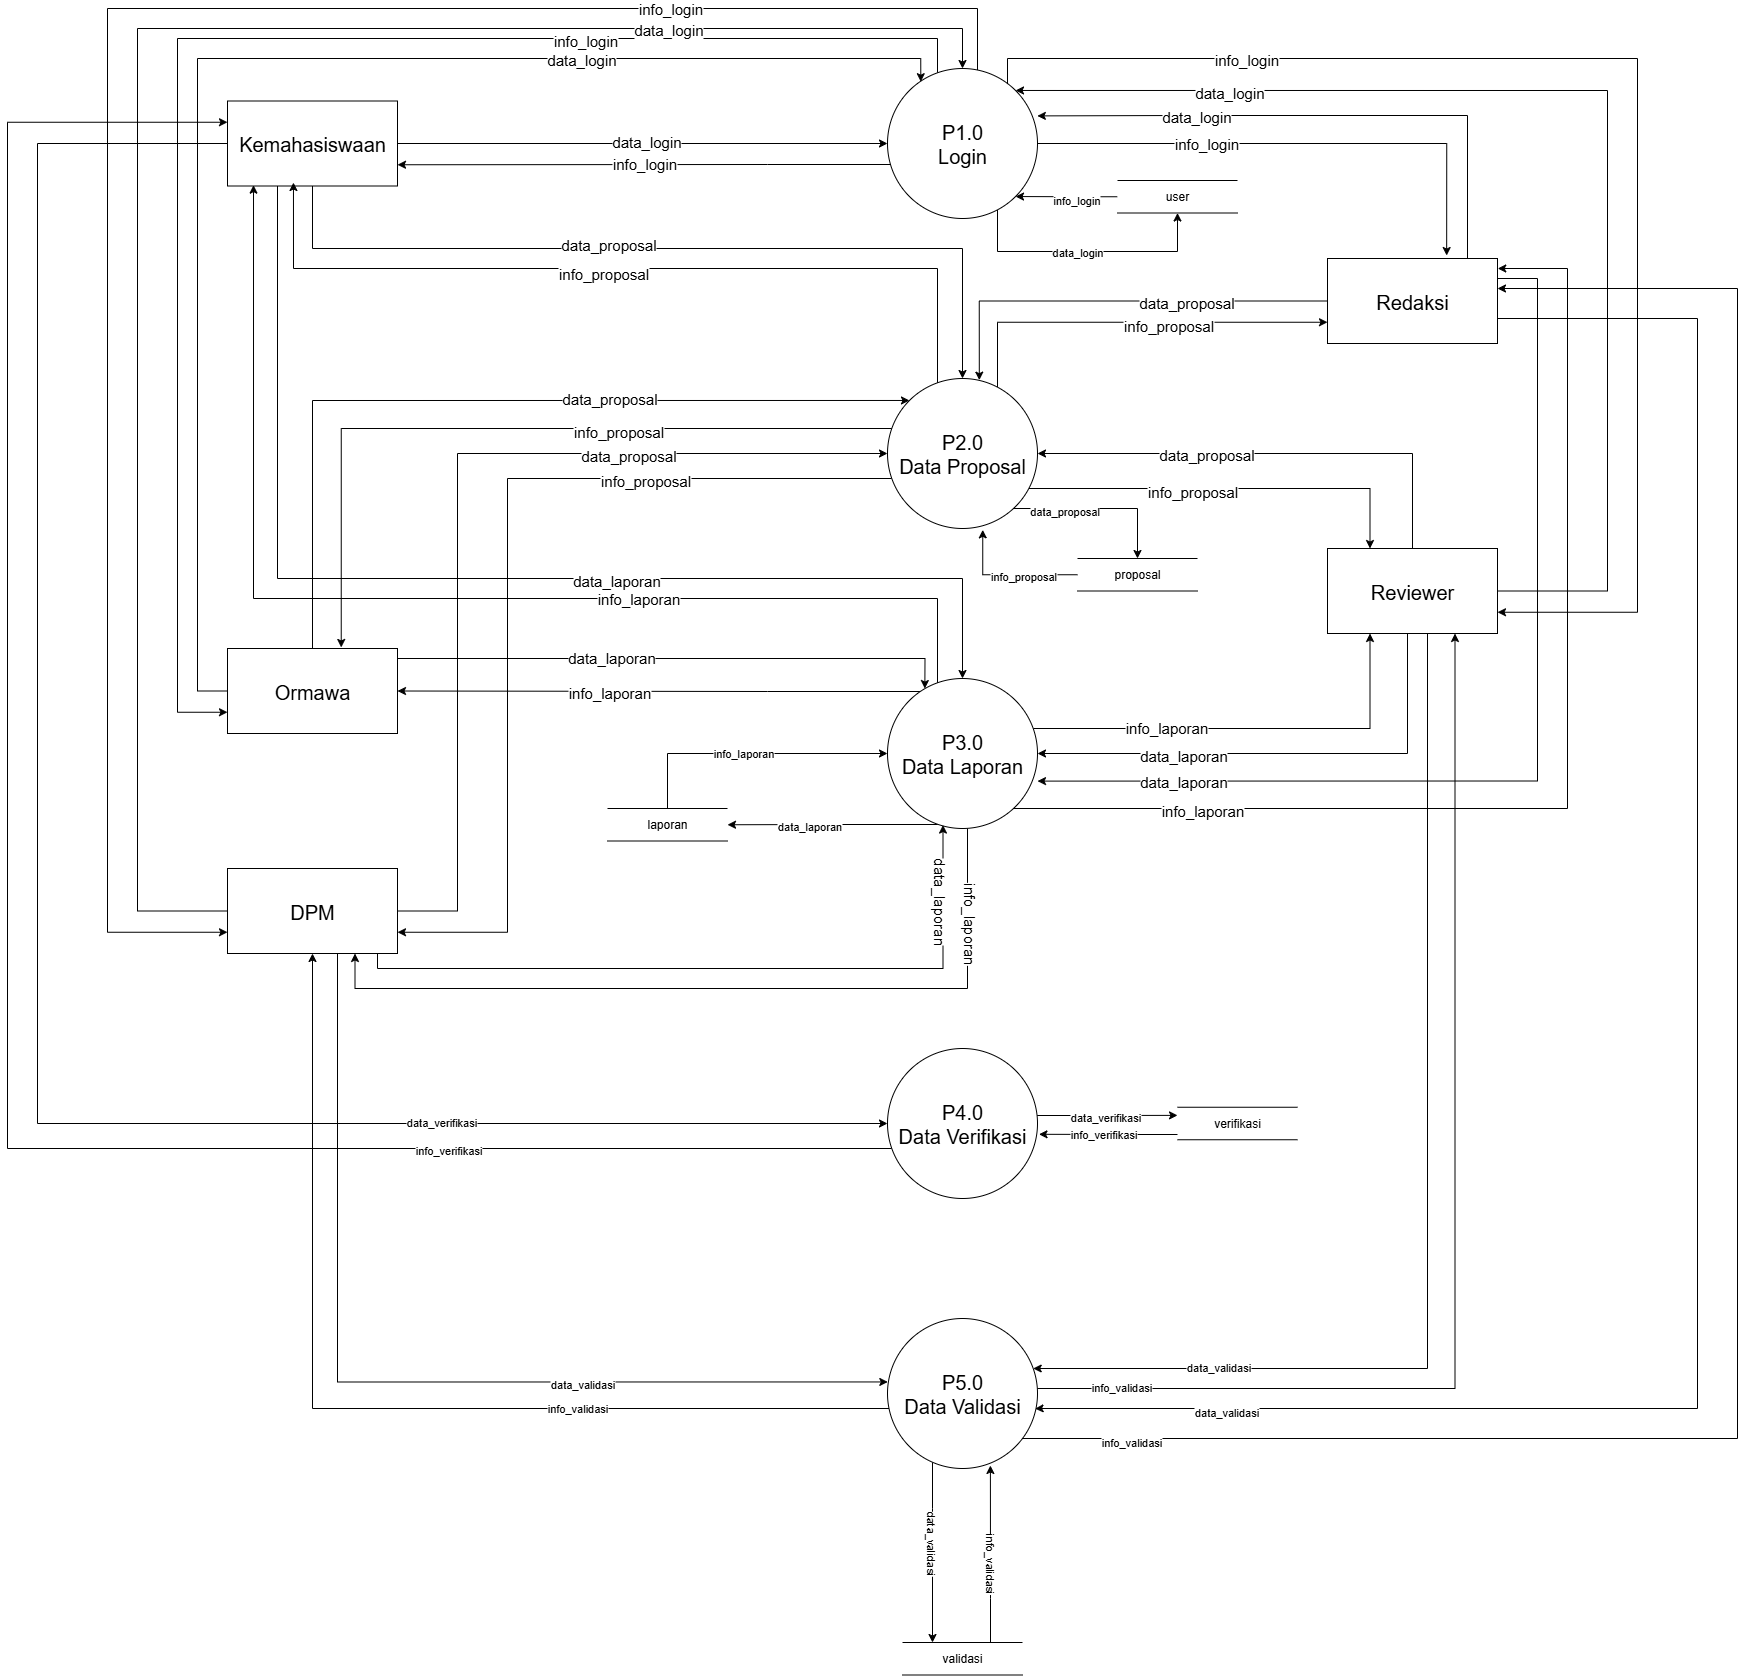 info_login
data_login
info_login
data_login
info_login
data_login
data_login
info_login
Kemahasiswaan
data_login
info_login
P1.0
Login
info_login
user
data_login
data_proposal
info_proposal
data_proposal
info_proposal
Redaksi
data_proposal
info_proposal
data_proposal
info_proposal
P2.0
Data Proposal
data_proposal
info_proposal
data_proposal
info_proposal
proposal
Reviewer
data_laporan
info_laporan
data_laporan
info_laporan
Ormawa
P3.0
Data Laporan
info_laporan
data_laporan
data_laporan
info_laporan
info_laporan
laporan
data_laporan
data_laporan
info_laporan
DPM
P4.0
Data Verifikasi
data_verifikasi
info_verifikasi
verifikasi
data_verifikasi
info_verifikasi
P5.0
Data Validasi
data_validasi
info_validasi
data_validasi
info_validasi
data_validasi
info_validasi
data_validasi
info_validasi
validasi